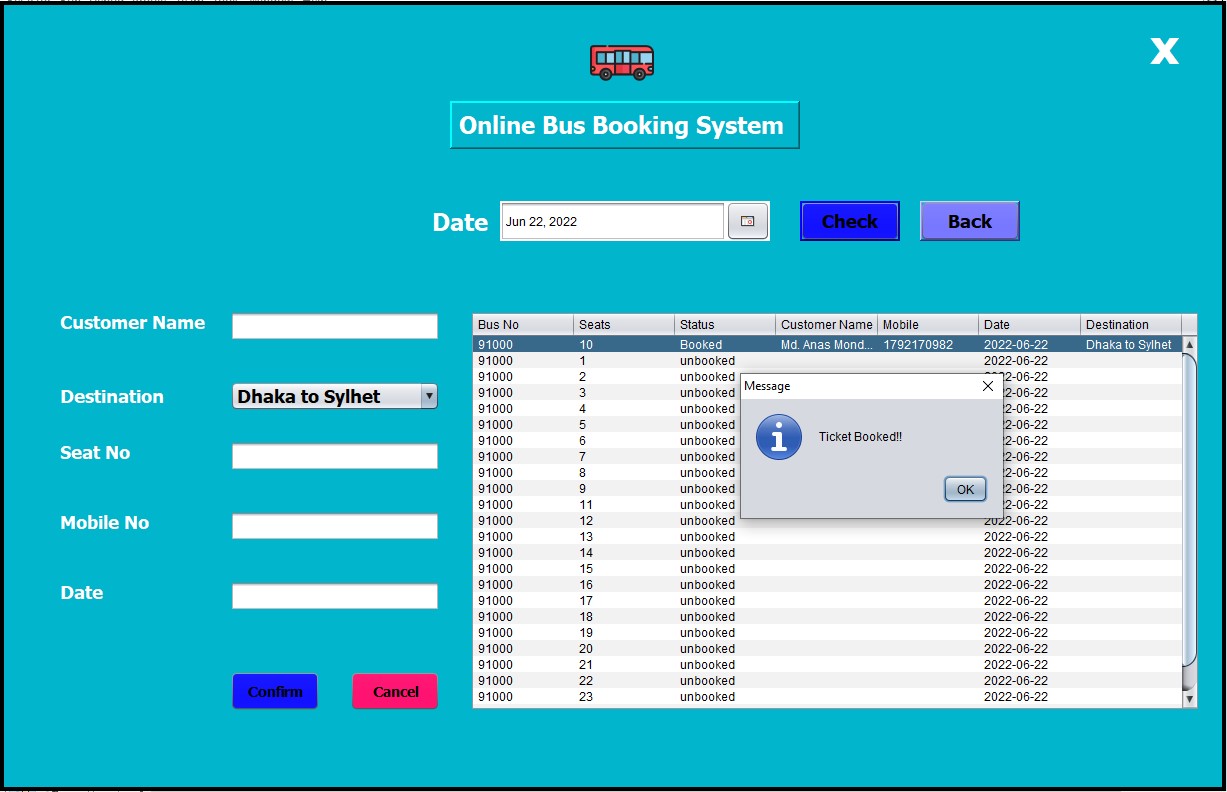 X
Online Bus Booking System
Date Jun 22, 2022 Check Back
Customer Name
Destination Dhaka to Sylhet
Seat No
Mobile No
Date
Confirm Cancel
Bus No Seats Status Customer Name Mobile Date Destination
91000 10 Booked Md. Anas Mond... 1792170982 2022-06-22 Dhaka to Sylhet
91000 1 unbooked 2022-06-22
91000 2 unbooked 22-06-22
91000 3 unbooked 22-06-22
91000 4 unbooked 22-06-22
91000 5 unbooked 22-06-22
91000 6 unbooked 22-06-22
91000 7 unbooked 22-06-22
91000 8 unbooked 22-06-22
91000 9 unbooked 22-06-22
91000 11 unbooked 22-06-22
91000 12 unbooked 2022-06-22
91000 13 unbooked 2022-06-22
91000 14 unbooked 2022-06-22
91000 15 unbooked 2022-06-22
91000 16 unbooked 2022-06-22
91000 17 unbooked 2022-06-22
91000 18 unbooked 2022-06-22
91000 19 unbooked 2022-06-22
91000 20 unbooked 2022-06-22
91000 21 unbooked 2022-06-22
91000 22 unbooked 2022-06-22
91000 23 unbooked 2022-06-22
Message
Ticket Booked!!
OK